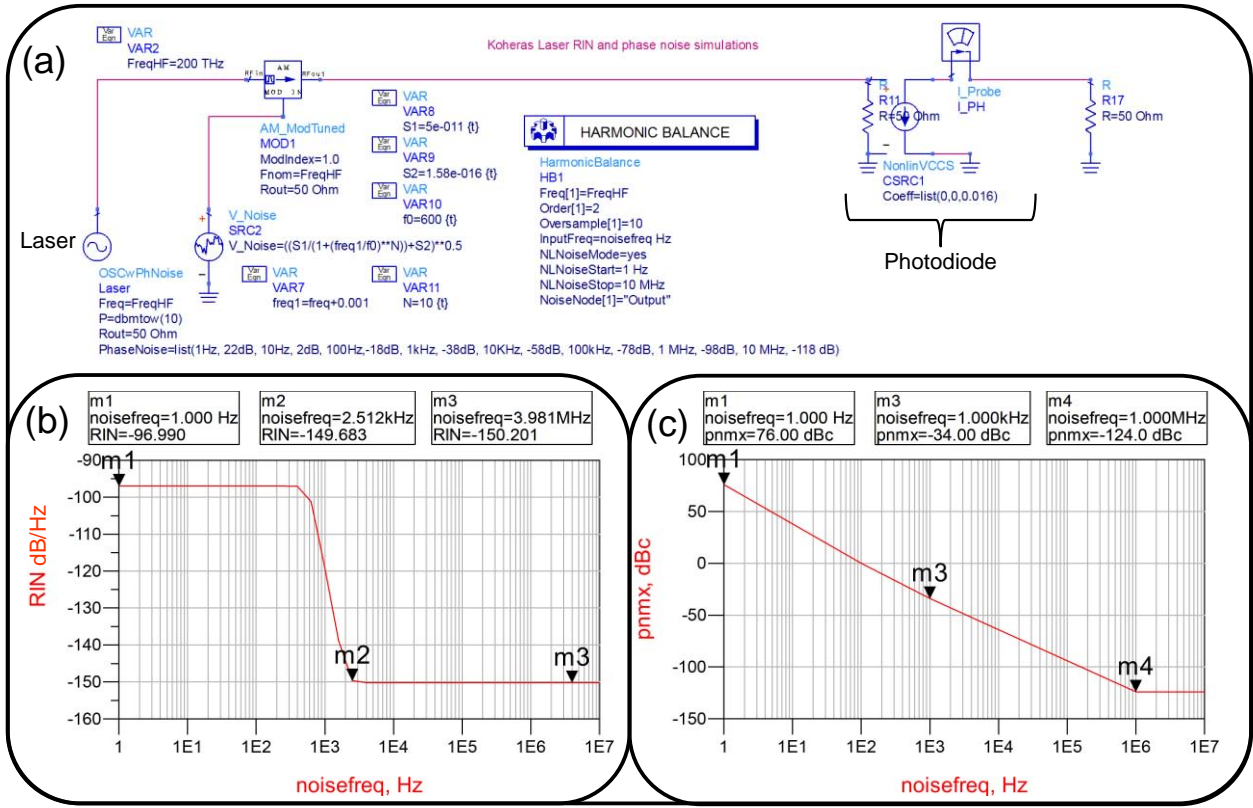 (a)
Var
Eqn
VAR
VAR2
FreqHF=200 THz
Koheras Laser RIN and phase noise simulations
RFin
AM
MOD IN
RFout
AM_ModTuned
MOD1
ModIndex=1.0
Fnom=FreqHF
Rout=50 Ohm
Var
Eqn
VAR
VAR8
S1=5e-011 {t}
Var
Eqn
VAR
VAR9
S2=1.58e-016 {t}
Var
Eqn
VAR
VAR10
f0=600 {t}
HARMONIC BALANCE
HarmonicBalance
HB1
Freq[1]=FreqHF
Order[1]=2
Oversample[1]=10
InputFreq=noisefreq Hz
NLNoiseMode=yes
NLNoiseStart=1 Hz
NLNoiseStop=10 MHz
NoiseNode[1]="Output"
R
R11
R=50 Ohm
I_Probe
I_PH
R
R17
R=50 Ohm
NonlinVCCS
CSRC1
Coeff=list(0,0,0.016)
Photodiode
Laser
V_Noise
SRC2
V_Noise=((S1/(1+(freq1/f0)**N))+S2)**0.5
Var
Eqn
VAR
VAR7
freq1=freq+0.001
Var
Eqn
VAR
VAR11
N=10 {t}
OSCwPhNoise
Laser
Freq=FreqHF
P=dbmtow(10)
Rout=50 Ohm
PhaseNoise=list(1Hz, 22dB, 10Hz, 2dB, 100Hz,-18dB, 1kHz, -38dB, 10KHz, -58dB, 100kHz, -78dB, 1 MHz, -98dB, 10 MHz, -118 dB)
(b)
m1
noisefreq=1.000 Hz
RIN=-96.990
m2
noisefreq=2.512kHz
RIN=-149.683
m3
noisefreq=3.981MHz
RIN=-150.201
-90
-100
-110
-120
-130
-140
-150
-160
RIN dB/Hz
m1
m2
m3
1
1E1
1E2
1E3
1E4
1E5
1E6
1E7
noisefreq, Hz
(c)
m1
noisefreq=1.000 Hz
pnmx=76.00 dBc
m3
noisefreq=1.000kHz
pnmx=-34.00 dBc
m4
noisefreq=1.000MHz
pnmx=-124.0 dBc
100
50
0
-50
-100
-150
pnmx, dBc
m1
m3
m4
1
1E1
1E2
1E3
1E4
1E5
1E6
1E7
noisefreq, Hz